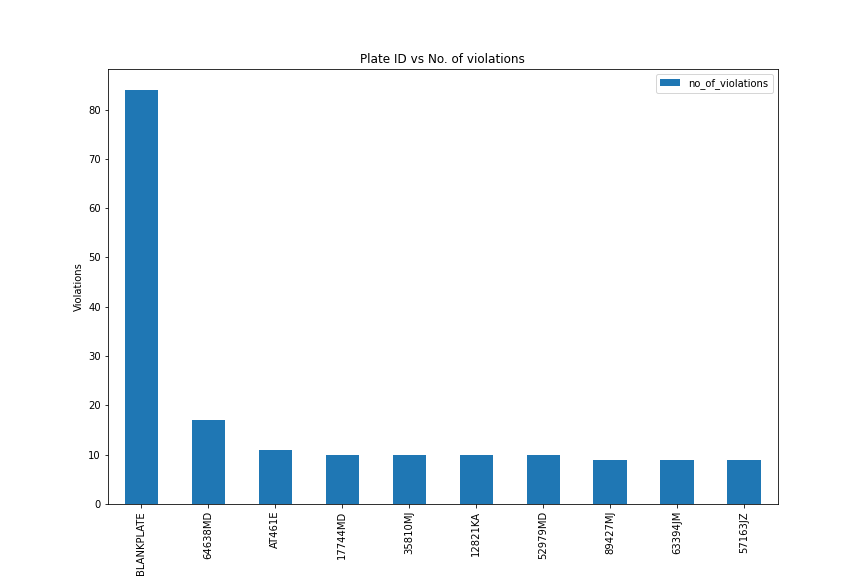 Plate ID vs No. of violations
no_of_violations
Violations
80
70
60
50
40
30
20
10
0
BLANKPLATE
64638MD
AT461E
17744MD
35810MJ
12821KA
52979MD
89427MJ
63394JM
57163JZ